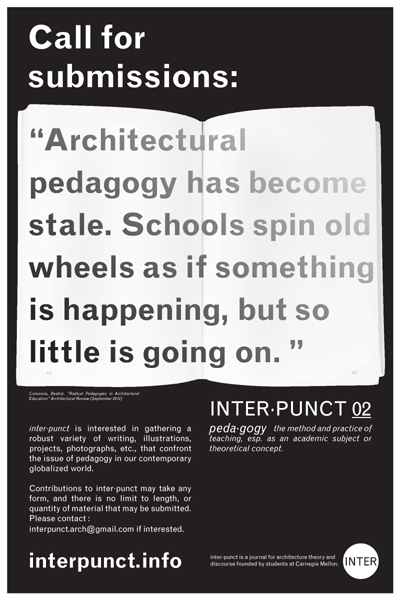 Call for
submissions:
“Architectural
pedagogy has become
stale. Schools spin old
wheels as if something
is happening, but so
little is going on. ”
Colomina, Beatriz. "Radical Pedagogies in Architectural
Education" Architectural Review (September 2012)
INTER·PUNCT 02
peda·gogy the method and practice of
teaching, esp. as an academic subject or
theoretical concept.
inter·punct is interested in gathering a
robust variety of writing, illustrations,
projects, photographs, etc., that confront
the issue of pedagogy in our contemporary
globalized world.
Contributions to inter·punct may take any
form, and there is no limit to length, or
quantity of material that may be submitted.
Please contact :
interpunct.arch@gmail.com if interested.
interpunct.info
inter·punct is a journal for architecture theory and
discourse founded by students at Carnegie Mellon.
INTER